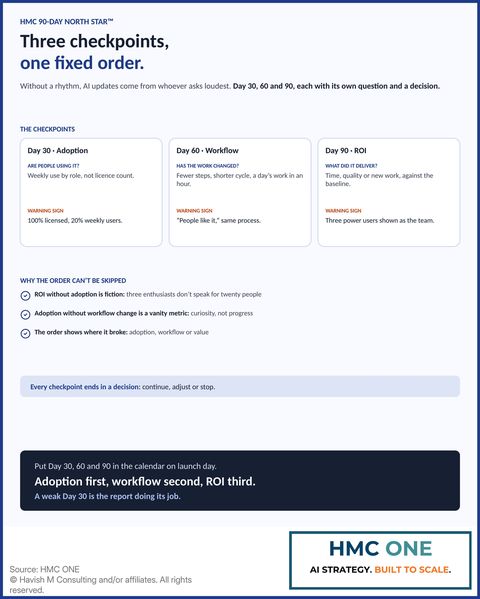 HMC 90-DAY NORTH STAR™
Three checkpoints,
one fixed order.
Without a rhythm, AI updates come from whoever asks loudest. Day 30, 60 and 90, each with its own question and a decision.
THE CHECKPOINTS
Day 30 · Adoption
ARE PEOPLE USING IT?
Weekly use by role, not licence count.
WARNING SIGN
100% licensed, 20% weekly users.
Day 60 · Workflow
HAS THE WORK CHANGED?
Fewer steps, shorter cycle, a day's work in an
hour.
WARNING SIGN
"People like it," same process.
Day 90 · ROI
WHAT DID IT DELIVER?
Time, quality or new work, against the
baseline.
WARNING SIGN
Three power users shown as the team.
WHY THE ORDER CAN'T BE SKIPPED
ROI without adoption is fiction: three enthusiasts don't speak for twenty people
Adoption without workflow change is a vanity metric: curiosity, not progress
The order shows where it broke: adoption, workflow or value
Every checkpoint ends in a decision: continue, adjust or stop.
Put Day 30, 60 and 90 in the calendar on launch day.
Adoption first, workflow second, ROI third.
A weak Day 30 is the report doing its job.
Source: HMC ONE
© Havish M Consulting and/or affiliates. All rights
reserved.
HMC ONE
AI STRATEGY. BUILT TO SCALE.